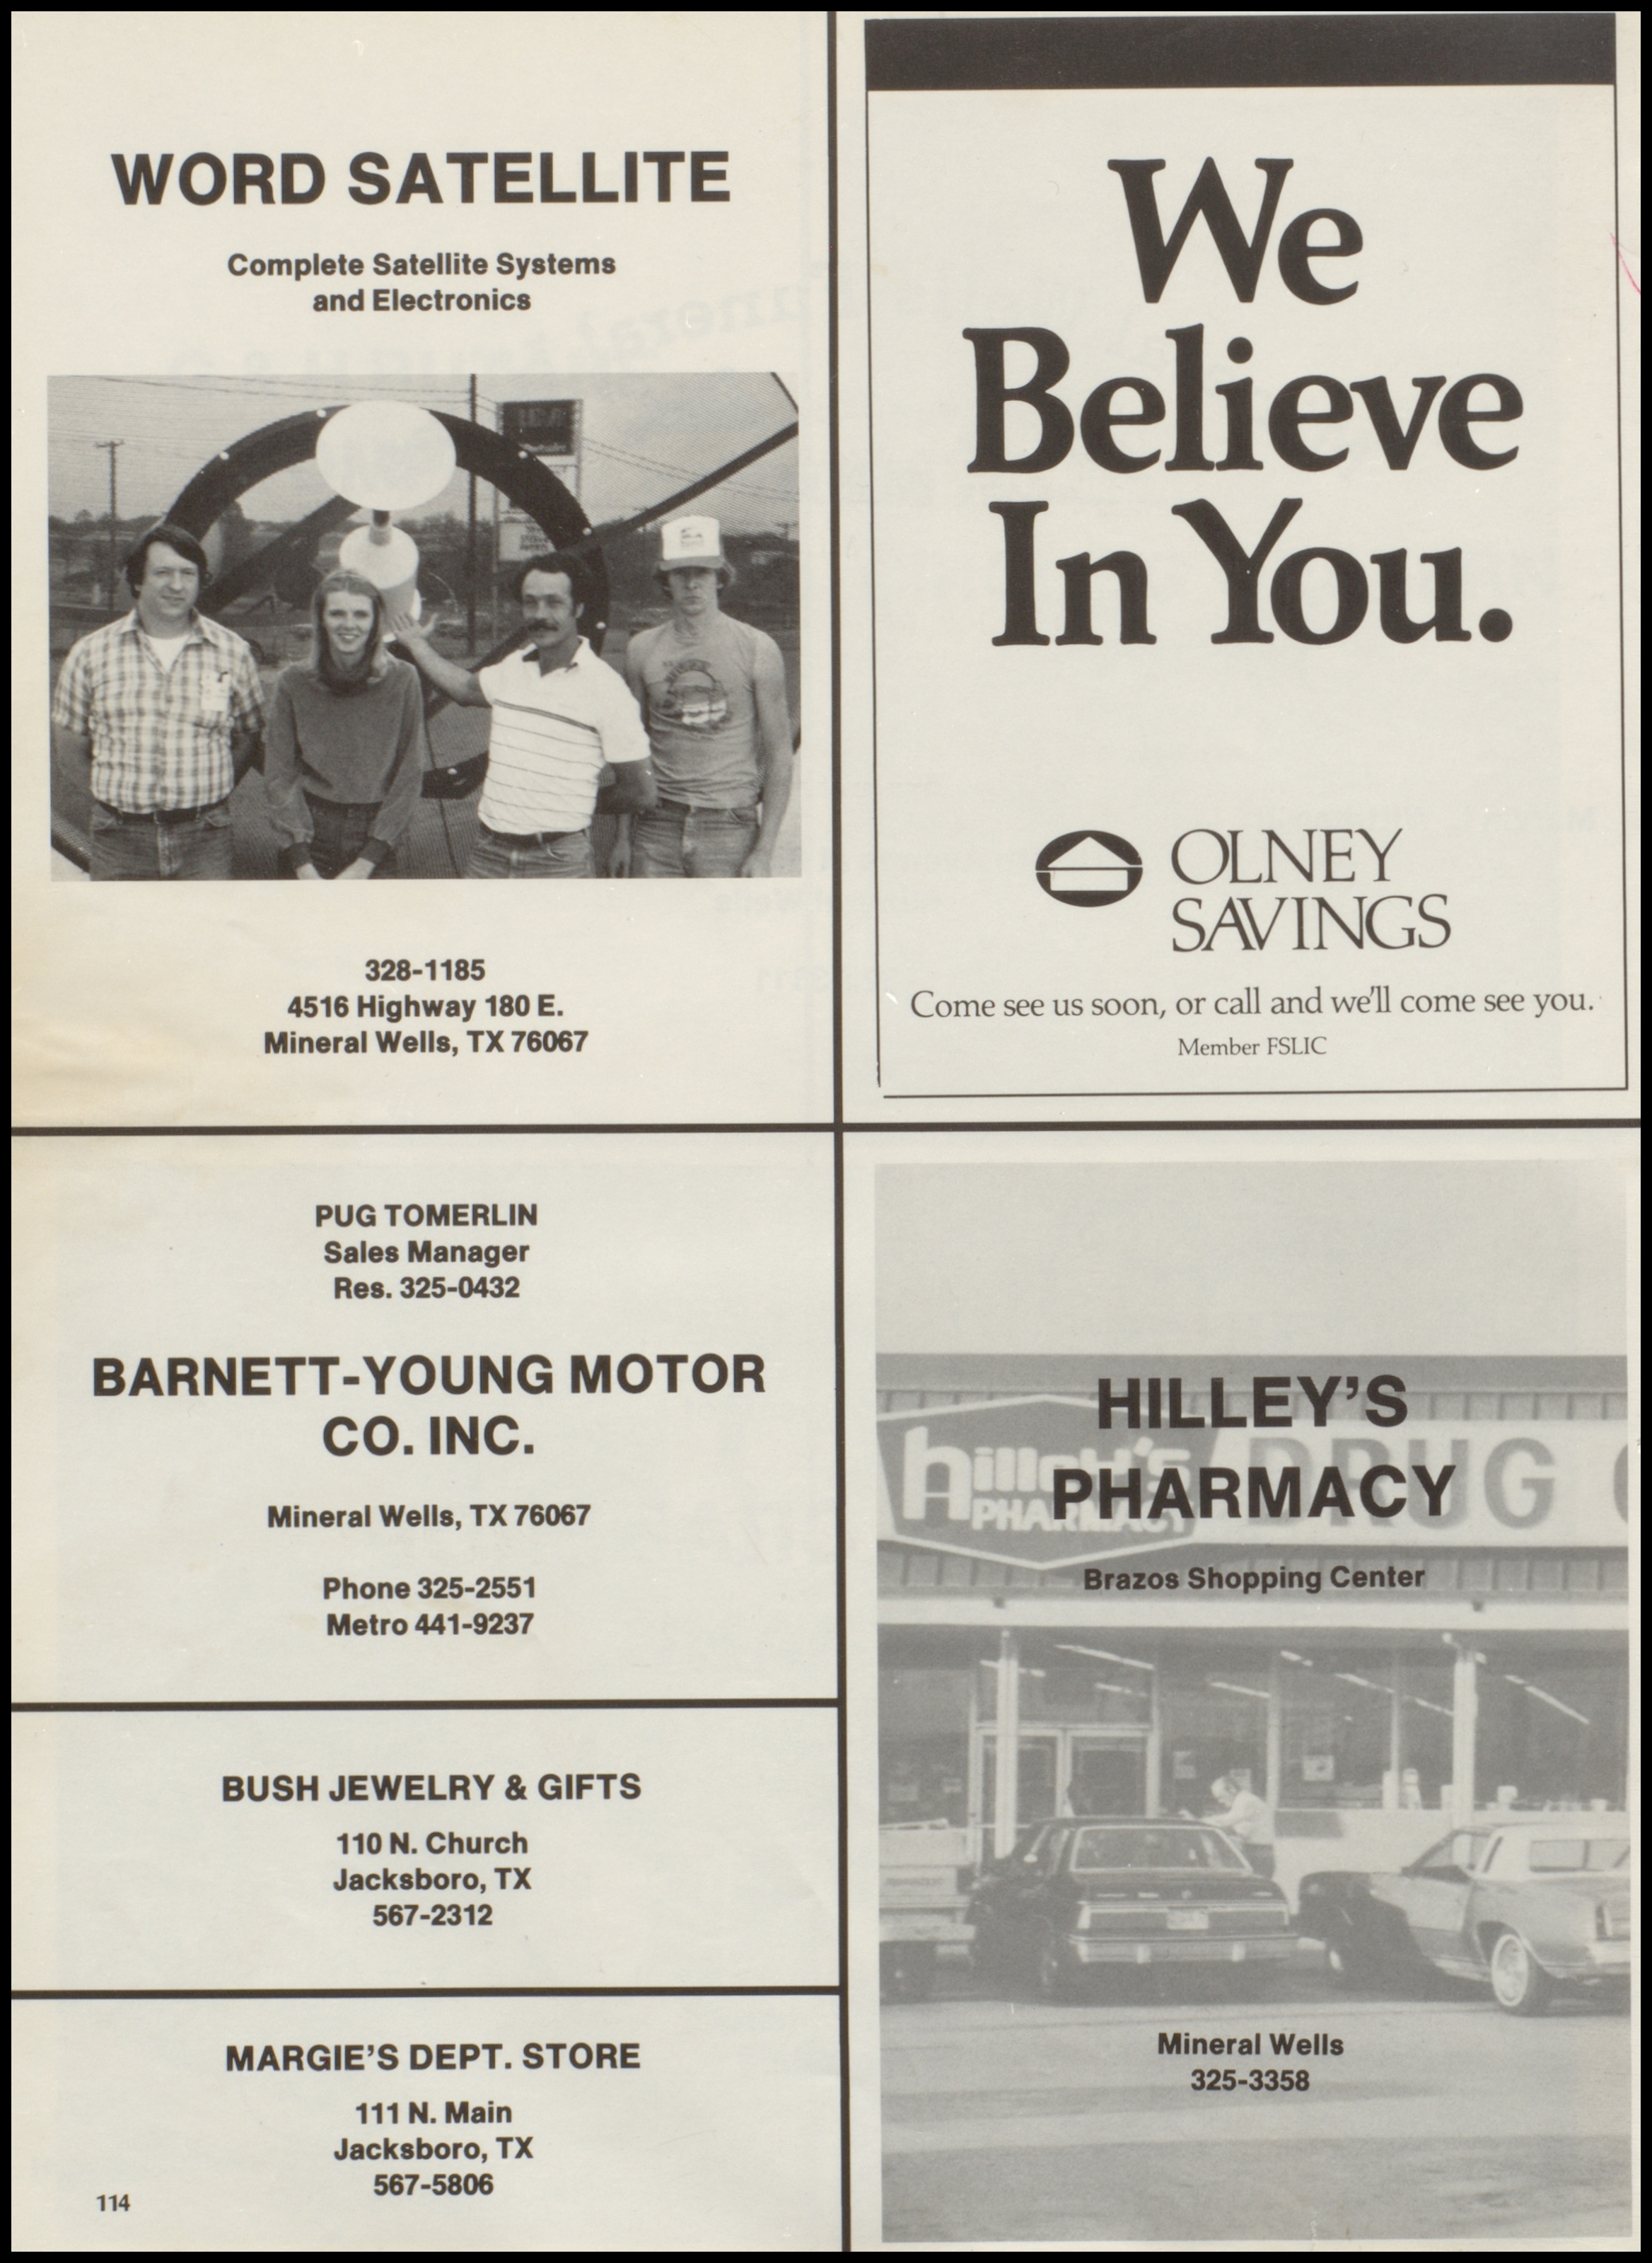 WORD SATELLITE
Complete Satellite Systems
and Electronics
328-1185
4516 Highway 180 E.
Mineral Wells, TX 76067
We
Believe
In You.
OLNEY
SAVINGS
Come see us soon, or call and we'll come see you.
Member FSLIC
PUG TOMERLIN
Sales Manager
Res. 325-0432
BARNETT-YOUNG MOTOR
CO. INC.
Mineral Wells, TX 76067
Phone 325-2551
Metro 441-9237
BUSH JEWELRY & GIFTS
110 N. Church
Jacksboro, TX
567-2312
MARGIE'S DEPT. STORE
111 N. Main
Jacksboro, TX
567-5806
114
HILLEY'S
PHARMACY
hilley's
PHARMACY
DRUG
Brazos Shopping Center
Mineral Wells
325-3358